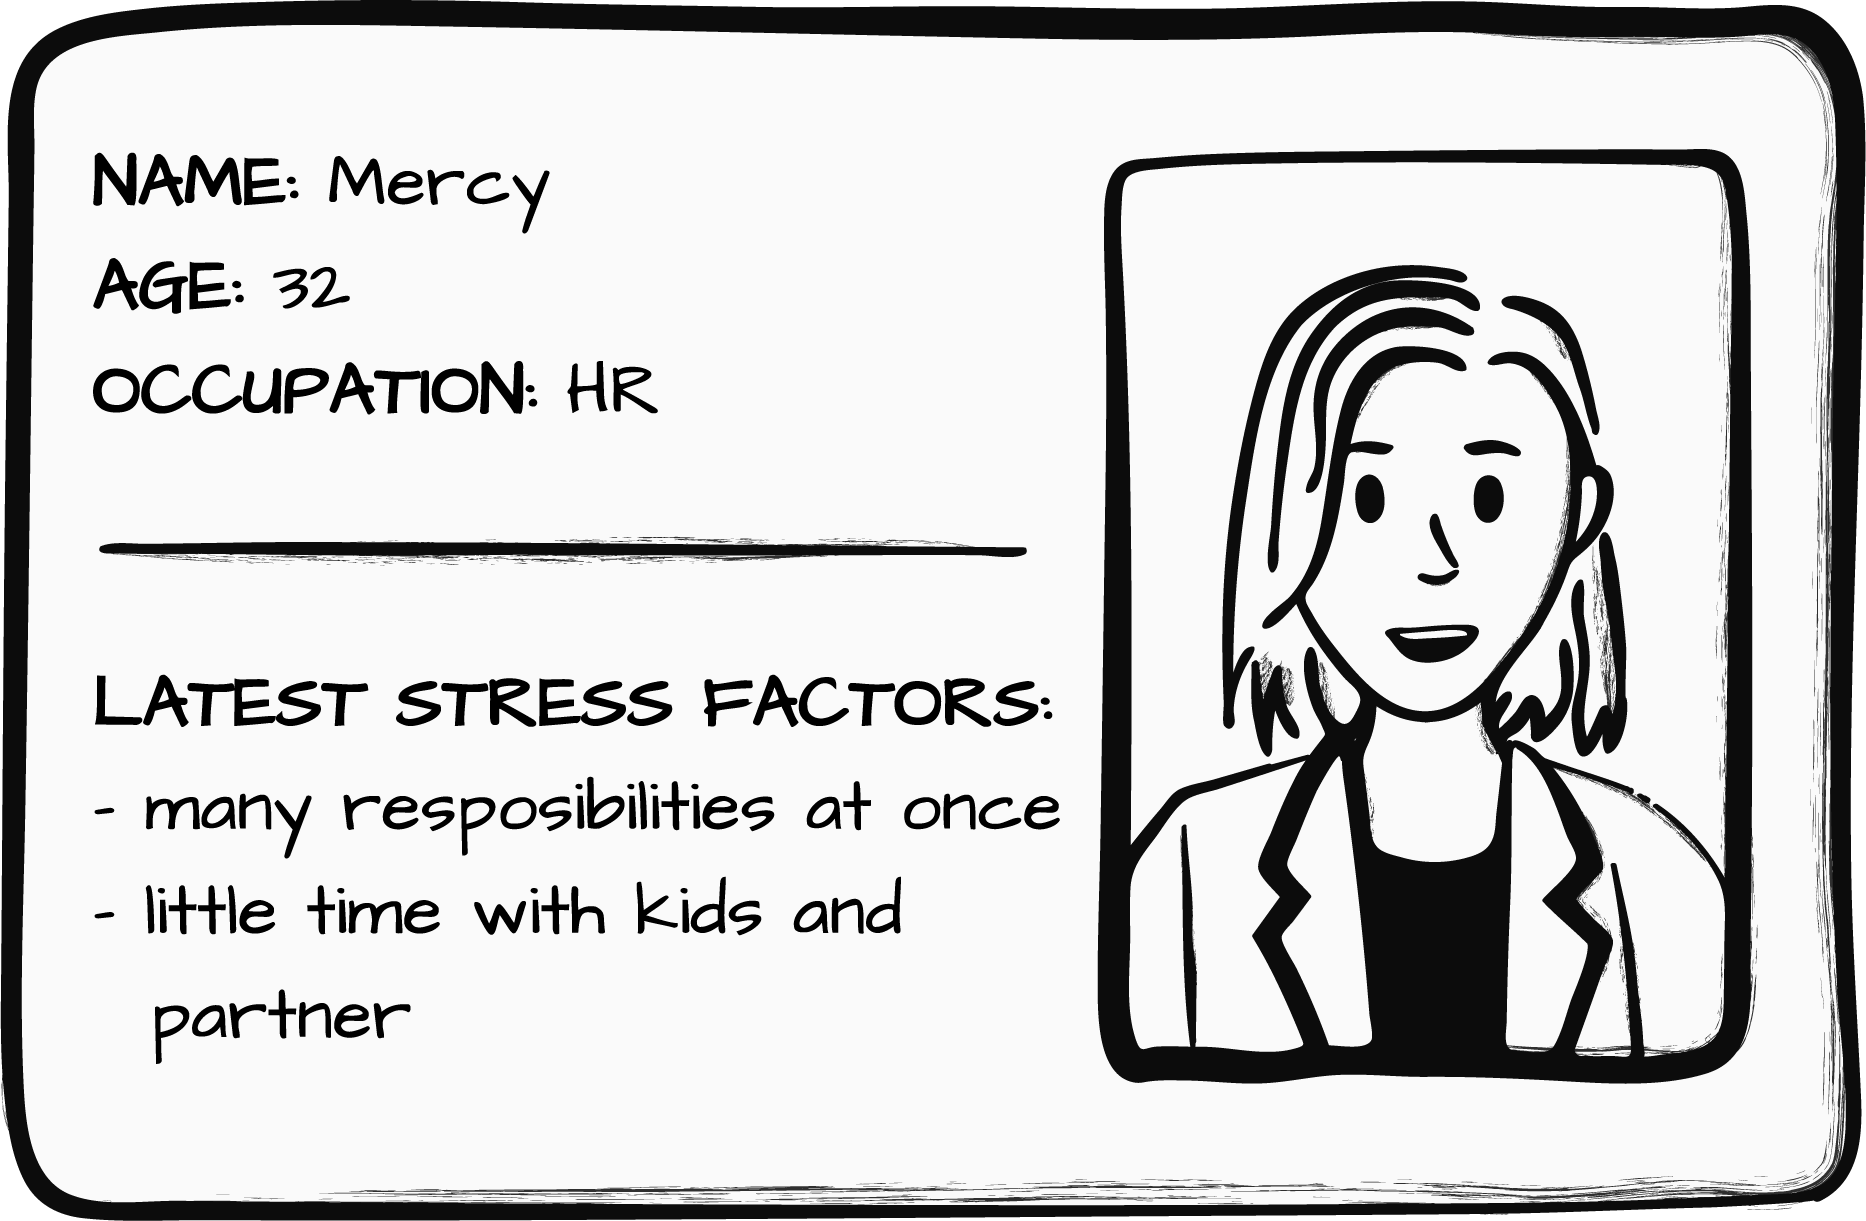 NAME: Mercy
AGE: 32
OCCUPATION: HR
LATEST STRESS FACTORS:
- many resposibilities at once
- little time with kids and
partner